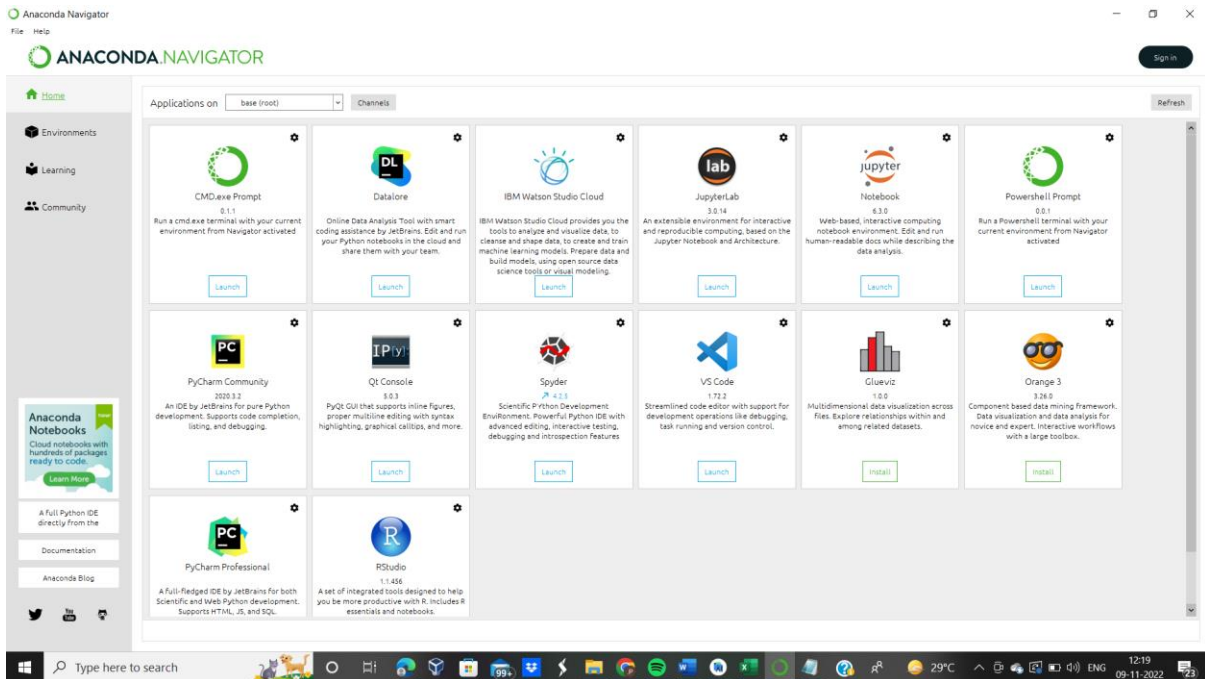 Anaconda Navigator
File Help
ANACONDA.NAVIGATOR
Sign in
Home
Environments
Learning
Community
Applications on base (root) Channels
Refresh
CMD.exe Prompt
0.1.1
Run a cmd.exe terminal with your current
environment from Navigator activated
Launch
DL
Datalore
Online Data Analysis Tool with smart
coding assistance by JetBrains. Edit and run
your Python notebooks in the cloud and
share them with your team.
Launch
IBM Watson Studio Cloud
IBM Watson Studio Cloud provides you the
tools to analyze and visualize data, to
cleanse and shape data, to create and train
machine learning models. Prepare data and
build models, using open source data
science tools or visual modeling.
Launch
lab
JupyterLab
3.0.14
An extensible environment for interactive
and reproducible computing, based on the
Jupyter Notebook and Architecture.
Launch
jupyter
Notebook
6.3.0
Web-based, interactive computing
notebook environment. Edit and run
human-readable docs while describing the
data analysis.
Launch
Powershell Prompt
0.0.1
Run a Powershell terminal with your
current environment from Navigator
activated
Launch
PC
PyCharm Community
2020.3.2
An IDE by JetBrains for pure Python
development. Supports code completion,
listing, and debugging.
Launch
IP[y]:
Qt Console
5.0.3
PyQt GUI that supports inline figures,
proper multiline editing with syntax
highlighting, graphical calltips, and more.
Launch
Spyder
4.2.5
Scientific PYthon Development
EnviRonment. Powerful Python IDE with
advanced editing, interactive testing,
debugging and introspection features
Launch
VS Code
1.72.2
Streamlined code editor with support for
development operations like debugging,
task running and version control.
Launch
Glueviz
1.0.0
Multidimensional data visualization across
files. Explore relationships within and
among related datasets.
Install
Orange 3
3.26.0
Component based data mining framework.
Data visualization and data analysis for
novice and expert. Interactive workflows
with a large toolbox.
Install
PC
PyCharm Professional
A full-fledged IDE by JetBrains for both
Scientific and Web Python development.
Supports HTML, JS, and SQL.
R
RStudio
1.1.456
A set of integrated tools designed to help
you be more productive with R. Includes R
essentials and notebooks.
Anaconda
Notebooks
Cloud notebooks with
hundreds of packages
ready to code.
Learn More
A full Python IDE
directly from the
Documentation
Anaconda Blog
You
Tube
Type here to search
99+
29°C
ENG
12:19
09-11-2022
23